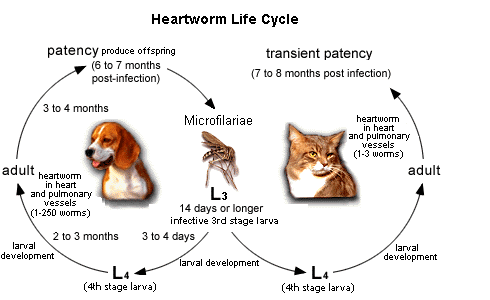 Heartworm Life Cycle
patency produce offspring
(6 to 7 months
post-infection)
transient patency
(7 to 8 months post infection)
3 to 4 months
Microfilariae
heartworm
in heart
and pulmonary
vessels
(1-3 worms)
adult
heartworm
in heart
and pulmonary
vessels
(1-250 worms)
adult
L3
14 days or longer
infective 3rd stage larva
larval
development
2 to 3 months
3 to 4 days
larval development
larval
development
L4
(4th stage larva)
L4
(4th stage larva)